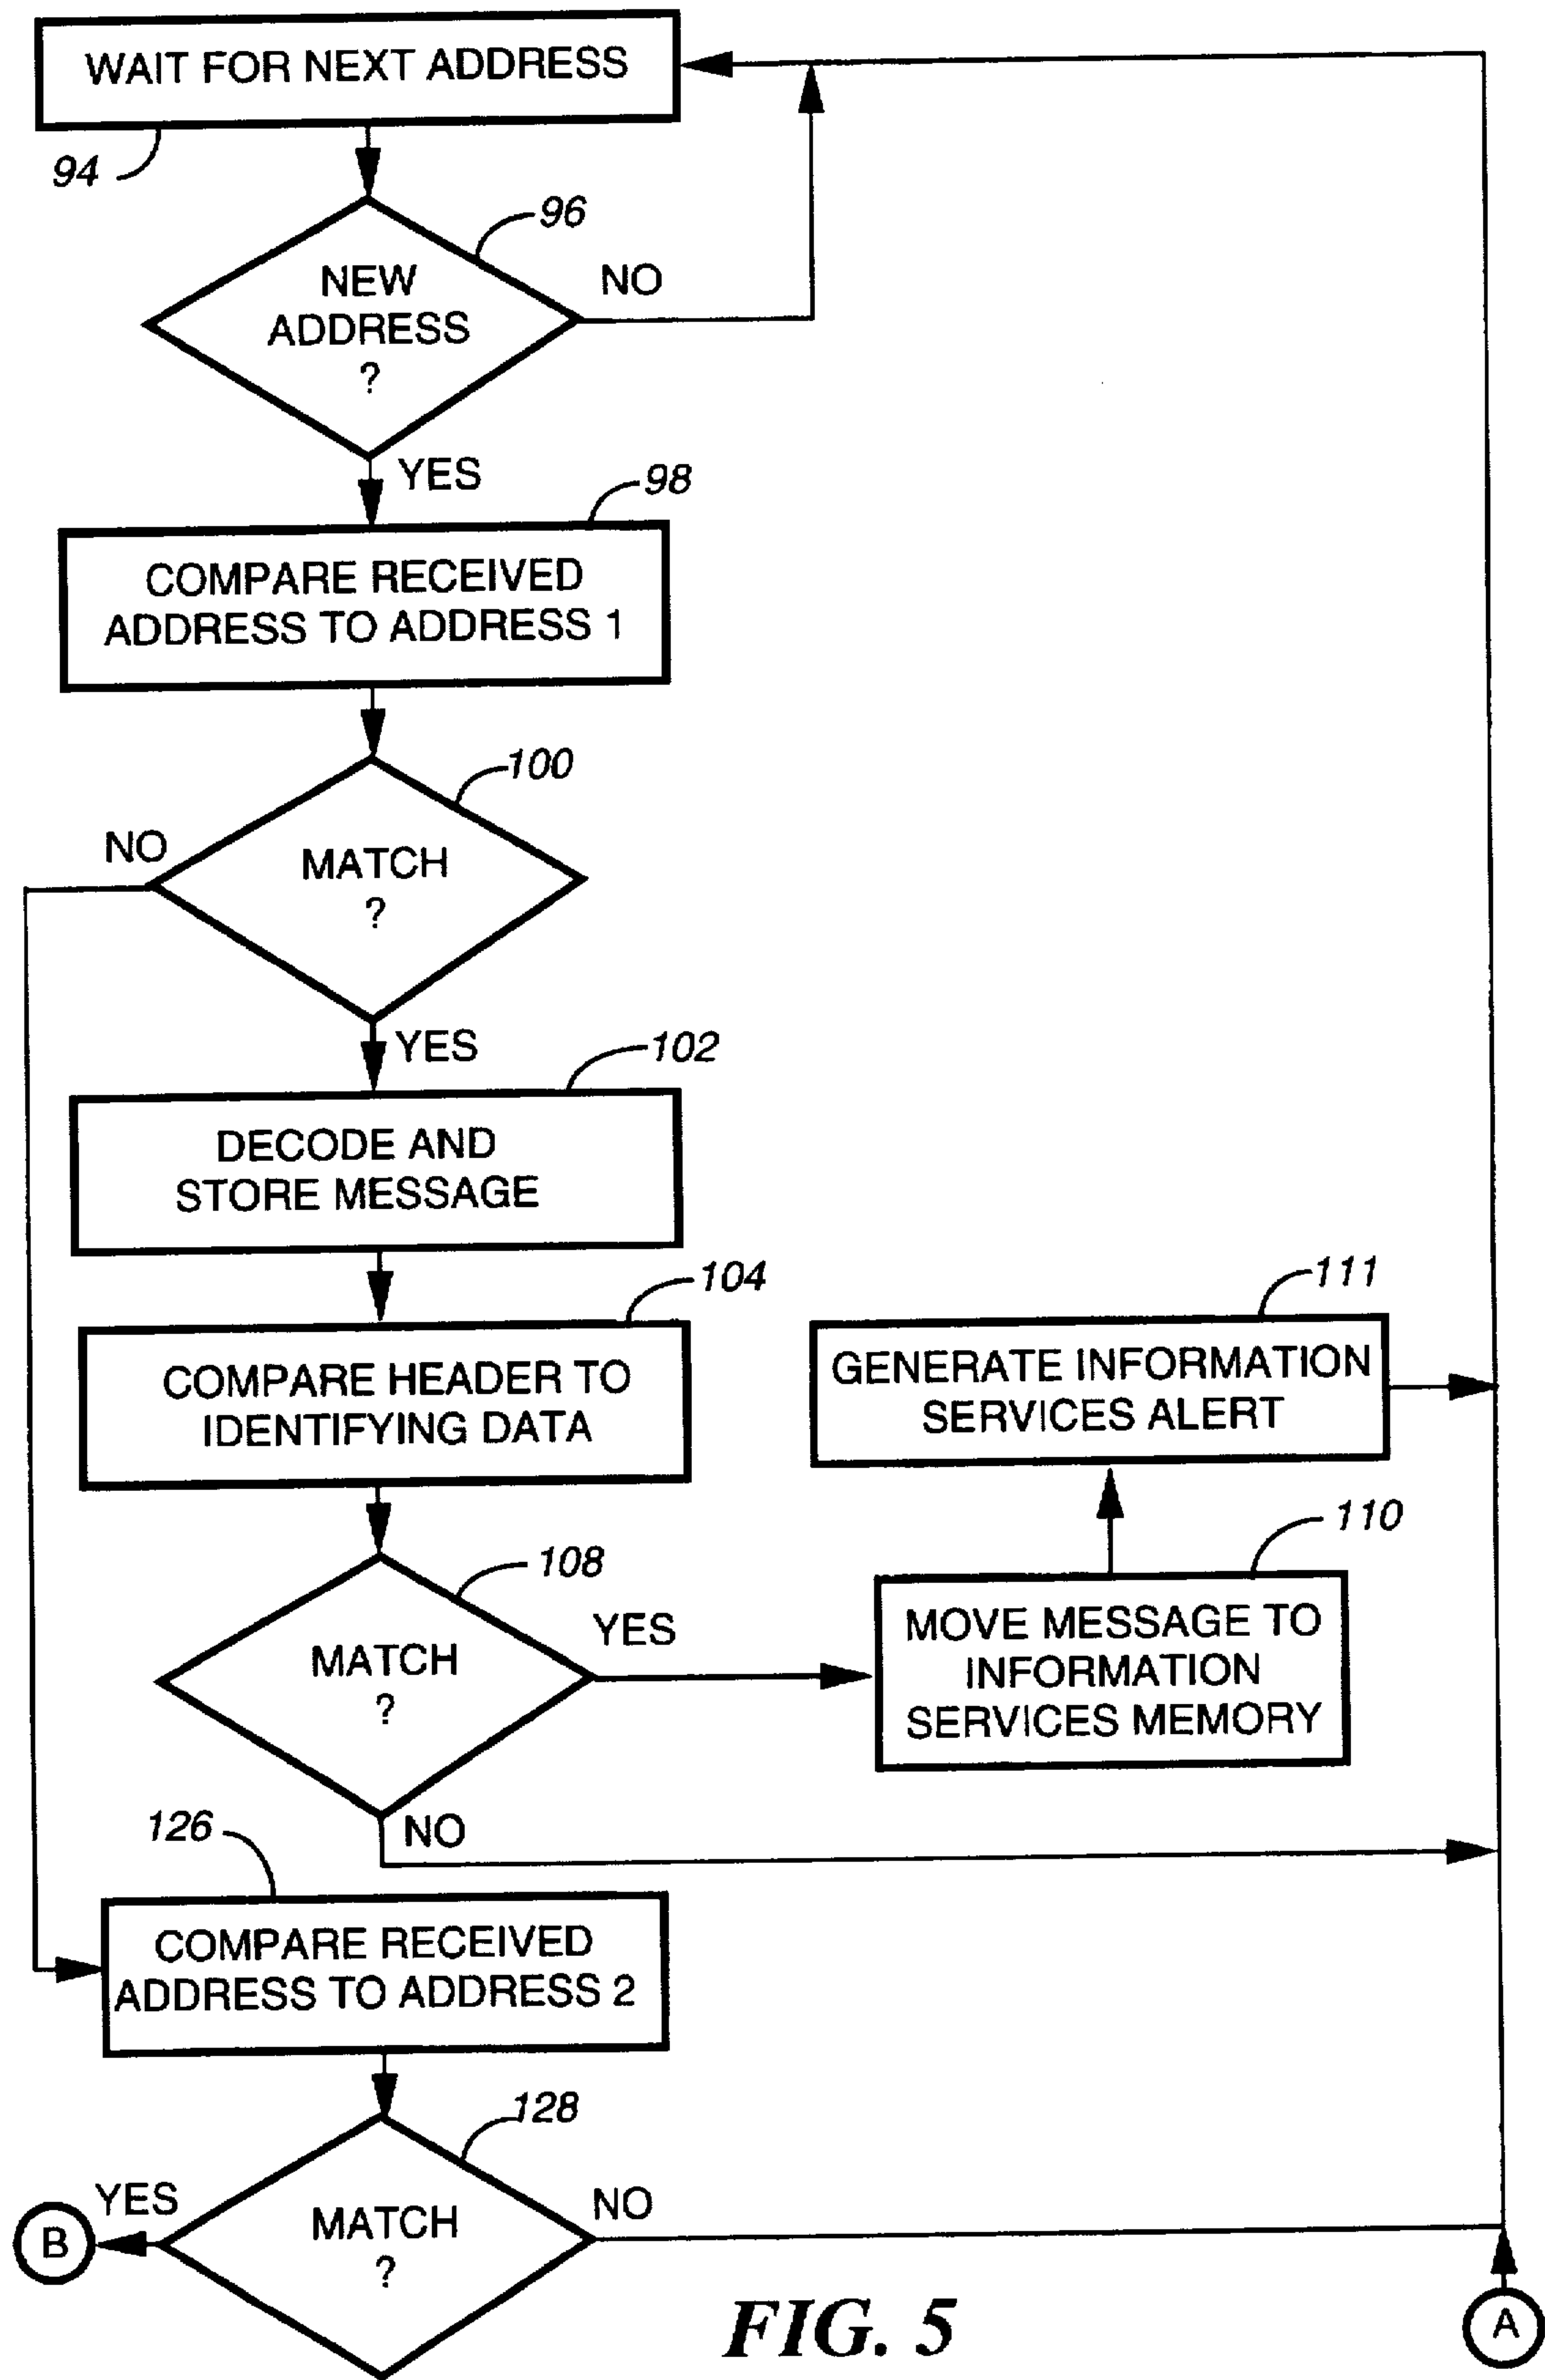 WAIT FOR NEXT ADDRESS
94
96
NEW
ADDRESS
?
NO
YES
98
COMPARE RECEIVED
ADDRESS TO ADDRESS 1
100
NO
MATCH
?
YES
102
DECODE AND
STORE MESSAGE
104
COMPARE HEADER TO
IDENTIFYING DATA
111
GENERATE INFORMATION
SERVICES ALERT
108
MATCH
?
YES
110
MOVE MESSAGE TO
INFORMATION
SERVICES MEMORY
NO
126
COMPARE RECEIVED
ADDRESS TO ADDRESS 2
128
YES
B
MATCH
?
NO
A
FIG. 5